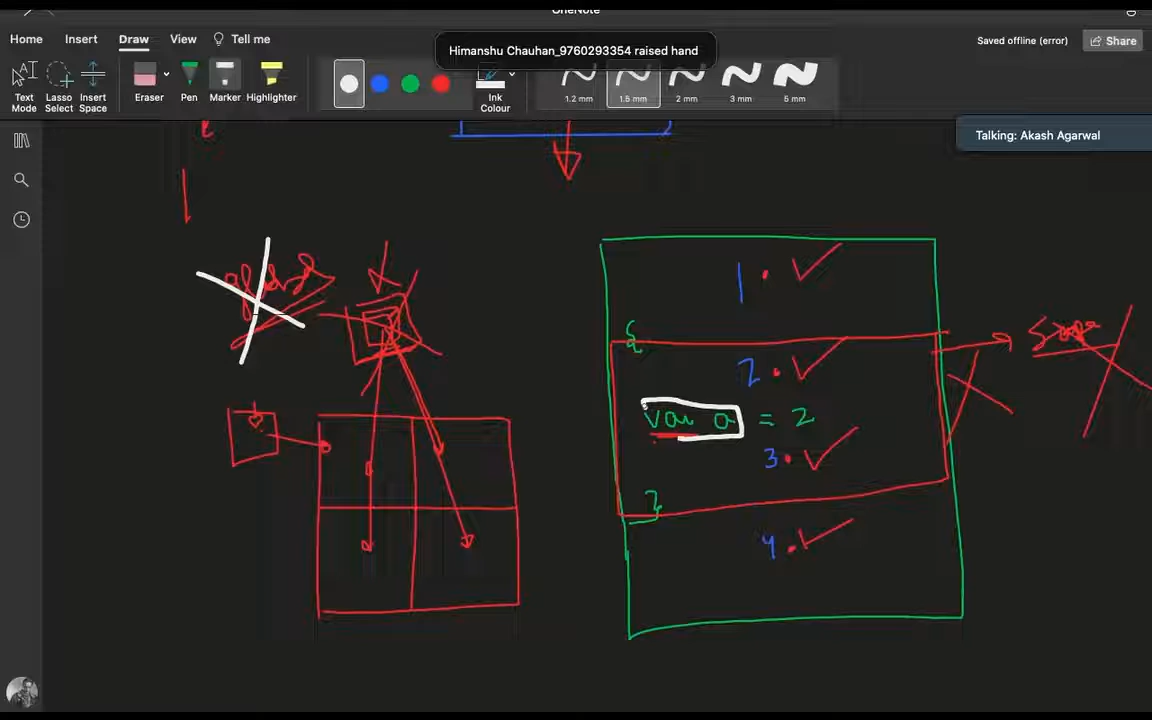 OneNote
Home Insert Draw View Tell me
Himanshu Chauhan_9760293354 raised hand
Saved offline (error) Share
Text Mode Lasso Select Insert Space Eraser Pen Marker Highlighter Ink Colour 1.2 mm 1.5 mm 2 mm 3 mm 5 mm
Talking: Akash Agarwal
1 .
{
2 .
var a = 2
3 .
}
4 .